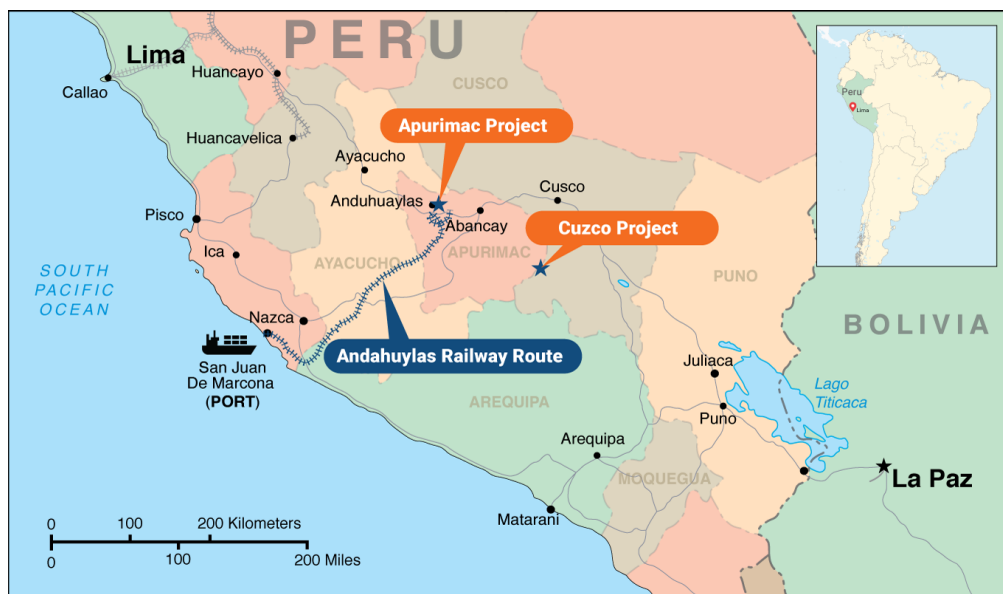 PERU
Lima
Callao
Huancayo
CUSCO
Huancavelica
Apurimac Project
Ayacucho
Anduhuaylas
Cusco
Abancay
Pisco
Cuzco Project
Ica
AYACUCHO
APURIMAC
PUNO
SOUTH
PACIFIC
OCEAN
Nazca
San Juan
De Marcona
(PORT)
Andahuylas Railway Route
BOLIVIA
Juliaca
Lago
Titicaca
Puno
AREQUIPA
Arequipa
MOQUEGUA
La Paz
Matarani
0 100 200 Kilometers
0 100 200 Miles
Peru
Lima